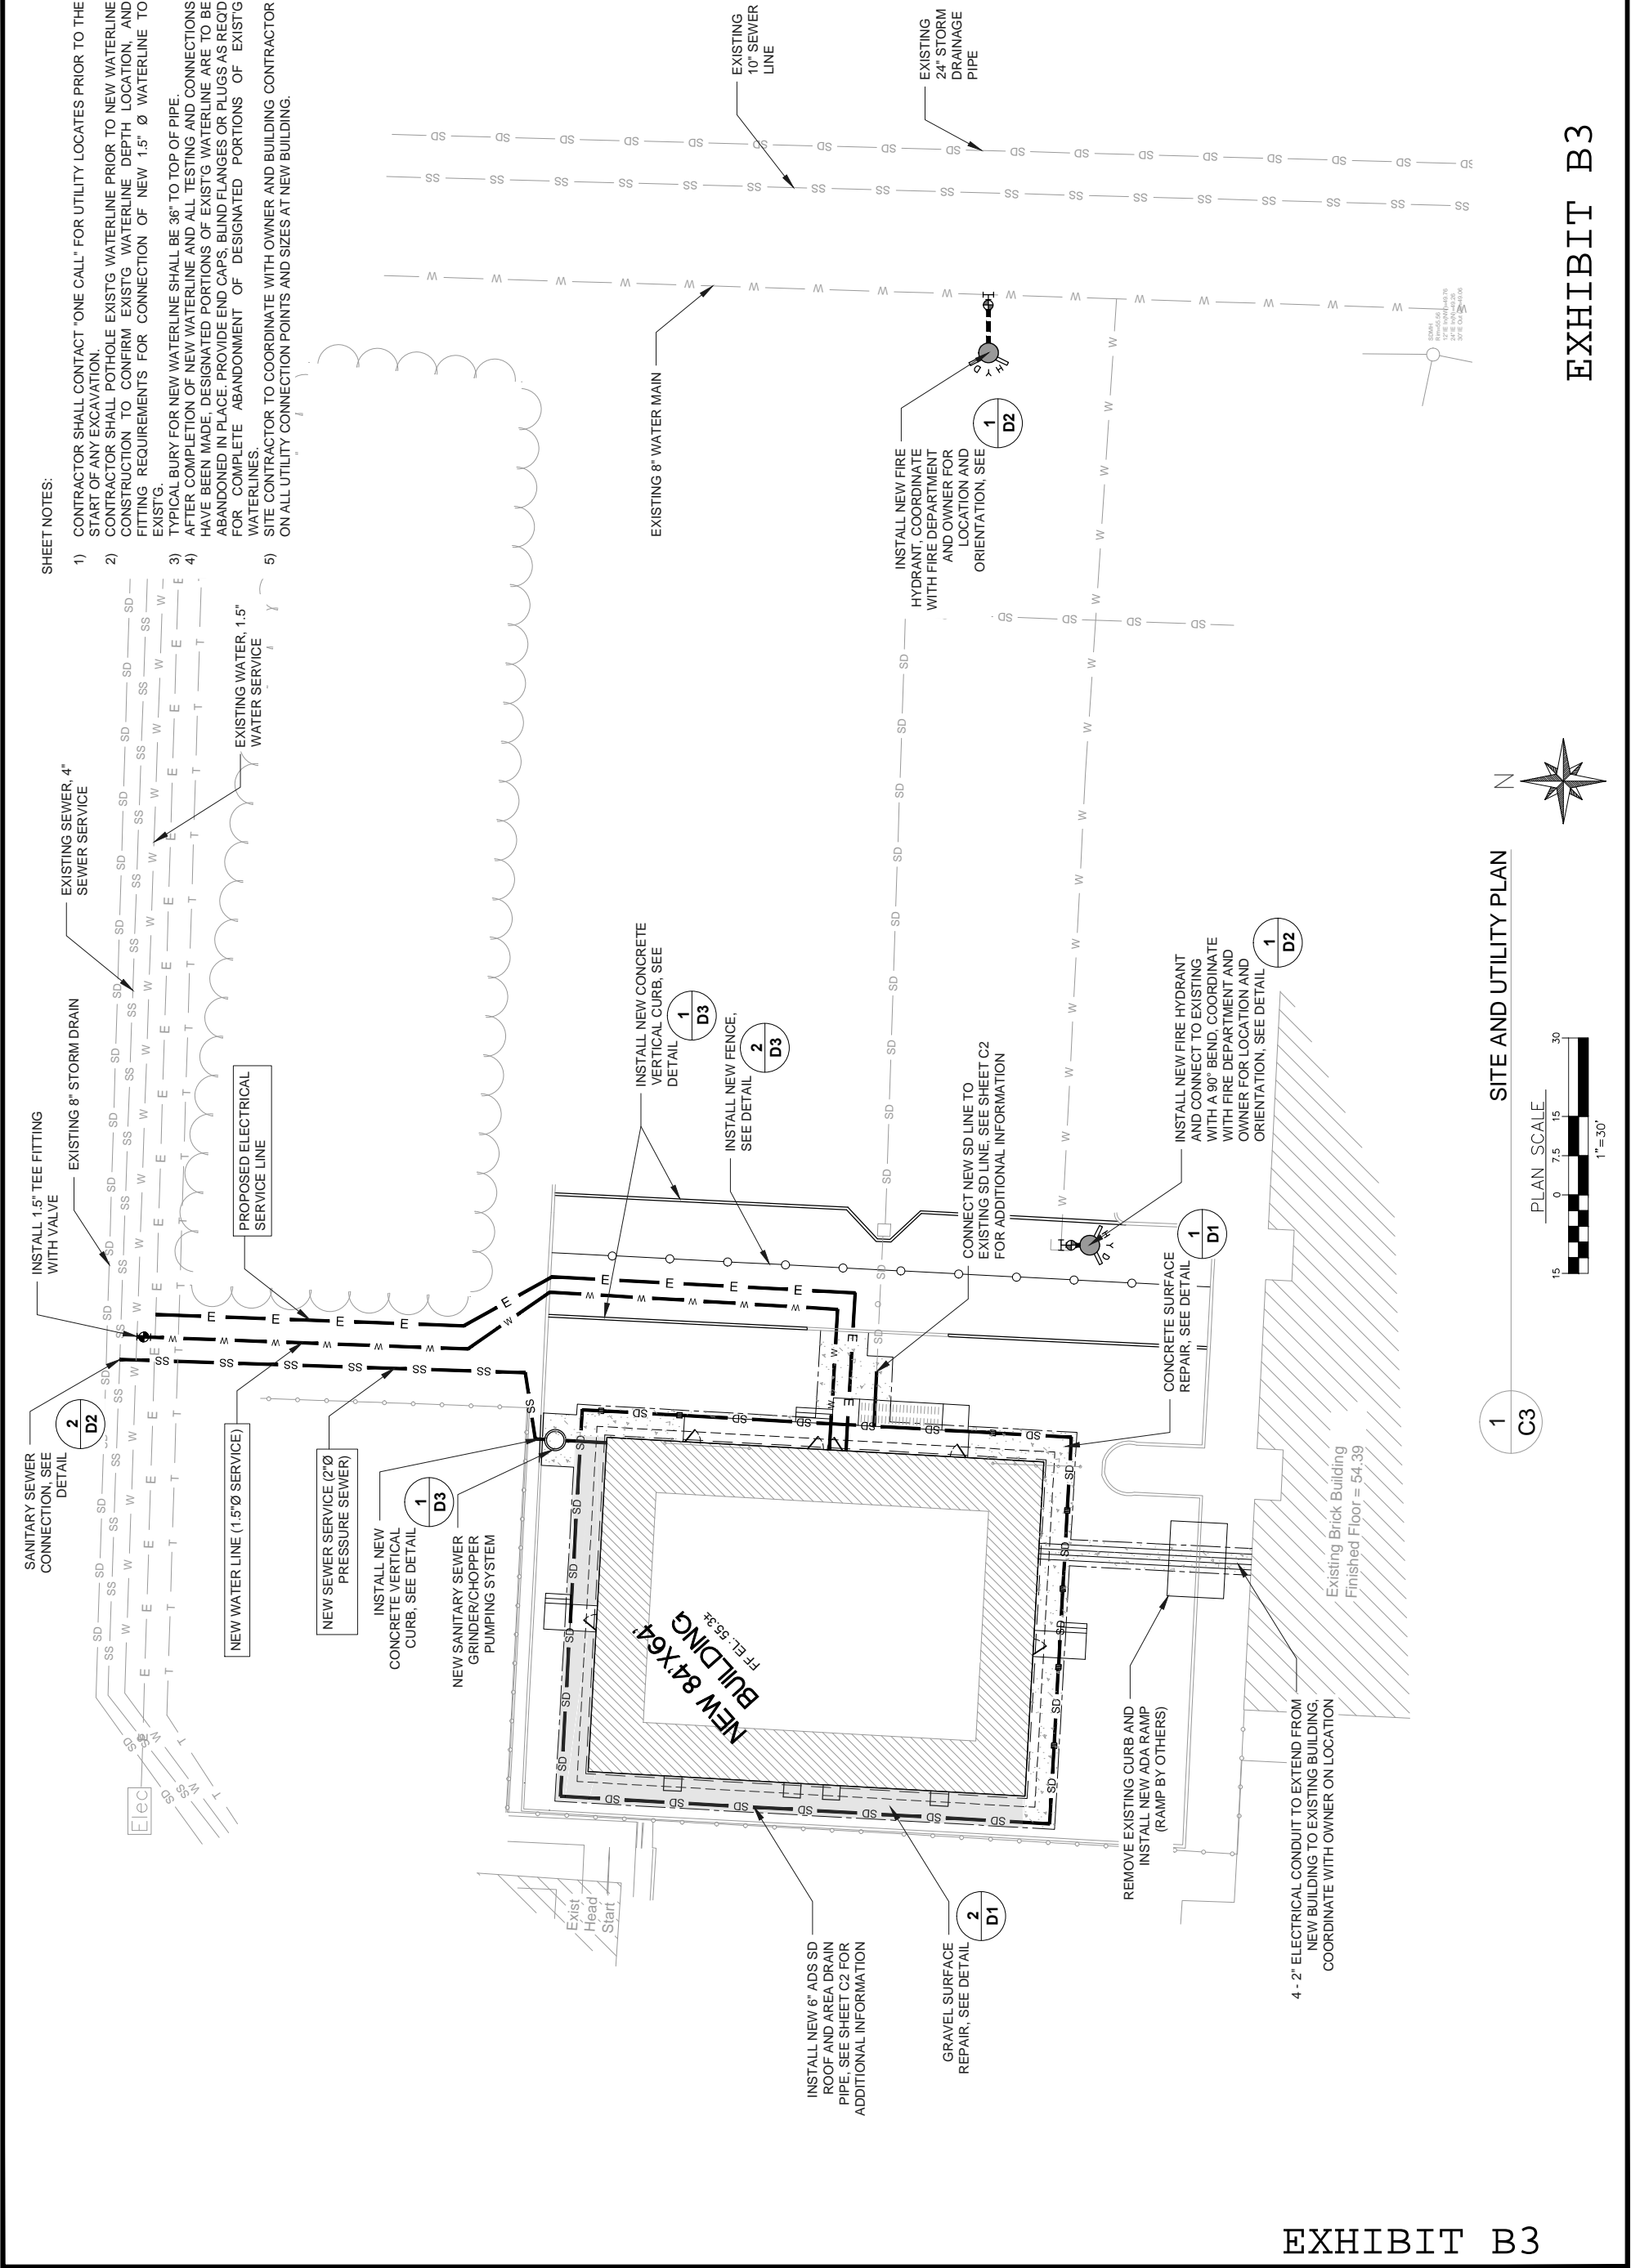 SHEET NOTES:
1) CONTRACTOR SHALL CONTACT "ONE CALL" FOR UTILITY LOCATES PRIOR TO THE
START OF ANY EXCAVATION.
2) CONTRACTOR SHALL POTHOLE EXIST'G WATERLINE PRIOR TO NEW WATERLINE
CONSTRUCTION TO CONFIRM EXIST'G WATERLINE DEPTH LOCATION, AND
FITTING REQUIREMENTS FOR CONNECTION OF NEW 1.5" Ø WATERLINE TO
EXIST'G.
3) TYPICAL BURY FOR NEW WATERLINE SHALL BE 36" TO TOP OF PIPE.
4) AFTER COMPLETION OF NEW WATERLINE AND ALL TESTING AND CONNECTIONS
HAVE BEEN MADE, DESIGNATED PORTIONS OF EXIST'G WATERLINE ARE TO BE
ABANDONED IN PLACE. PROVIDE END CAPS, BLIND FLANGES OR PLUGS AS REQ'D
FOR COMPLETE ABANDONMENT OF DESIGNATED PORTIONS OF EXIST'G
WATERLINES.
5) SITE CONTRACTOR TO COORDINATE WITH OWNER AND BUILDING CONTRACTOR
ON ALL UTILITY CONNECTION POINTS AND SIZES AT NEW BUILDING.
SANITARY SEWER
CONNECTION, SEE
DETAIL
2
D2
INSTALL 1.5" TEE FITTING
WITH VALVE
EXISTING 8" STORM DRAIN
EXISTING SEWER, 4"
SEWER SERVICE
EXISTING WATER, 1.5"
WATER SERVICE
PROPOSED ELECTRICAL
SERVICE LINE
NEW WATER LINE (1.5"Ø SERVICE)
NEW SEWER SERVICE (2"Ø
PRESSURE SEWER)
INSTALL NEW
CONCRETE VERTICAL
CURB, SEE DETAIL
1
D3
NEW SANITARY SEWER
GRINDER/CHOPPER
PUMPING SYSTEM
Elec
Exist
Head
Start
INSTALL NEW CONCRETE
VERTICAL CURB, SEE
DETAIL
1
D3
INSTALL NEW FENCE,
SEE DETAIL
2
D3
CONNECT NEW SD LINE TO
EXISTING SD LINE, SEE SHEET C2
FOR ADDITIONAL INFORMATION
EXISTING 8" WATER MAIN
EXISTING
10" SEWER
LINE
EXISTING
24" STORM
DRAINAGE
PIPE
INSTALL NEW FIRE
HYDRANT, COORDINATE
WITH FIRE DEPARTMENT
AND OWNER FOR
LOCATION AND
ORIENTATION, SEE
1
D2
HYD
INSTALL NEW FIRE HYDRANT
AND CONNECT TO EXISTING
WITH A 90° BEND, COORDINATE
WITH FIRE DEPARTMENT AND
OWNER FOR LOCATION AND
ORIENTATION, SEE DETAIL
1
D2
HYD
CONCRETE SURFACE
REPAIR, SEE DETAIL
1
D1
NEW 84'X64'
BUILDING
FF EL: 55.3±
INSTALL NEW 6" ADS SD
ROOF AND AREA DRAIN
PIPE, SEE SHEET C2 FOR
ADDITIONAL INFORMATION
GRAVEL SURFACE
REPAIR, SEE DETAIL
2
D1
REMOVE EXISTING CURB AND
INSTALL NEW ADA RAMP
(RAMP BY OTHERS)
4 - 2" ELECTRICAL CONDUIT TO EXTEND FROM
NEW BUILDING TO EXISTING BUILDING,
COORDINATE WITH OWNER ON LOCATION
Existing Brick Building
Finished Floor = 54.39
1
C3
SITE AND UTILITY PLAN
N
PLAN SCALE
15 0 7.5 15 30
1"=30'
EXHIBIT B3
EXHIBIT B3